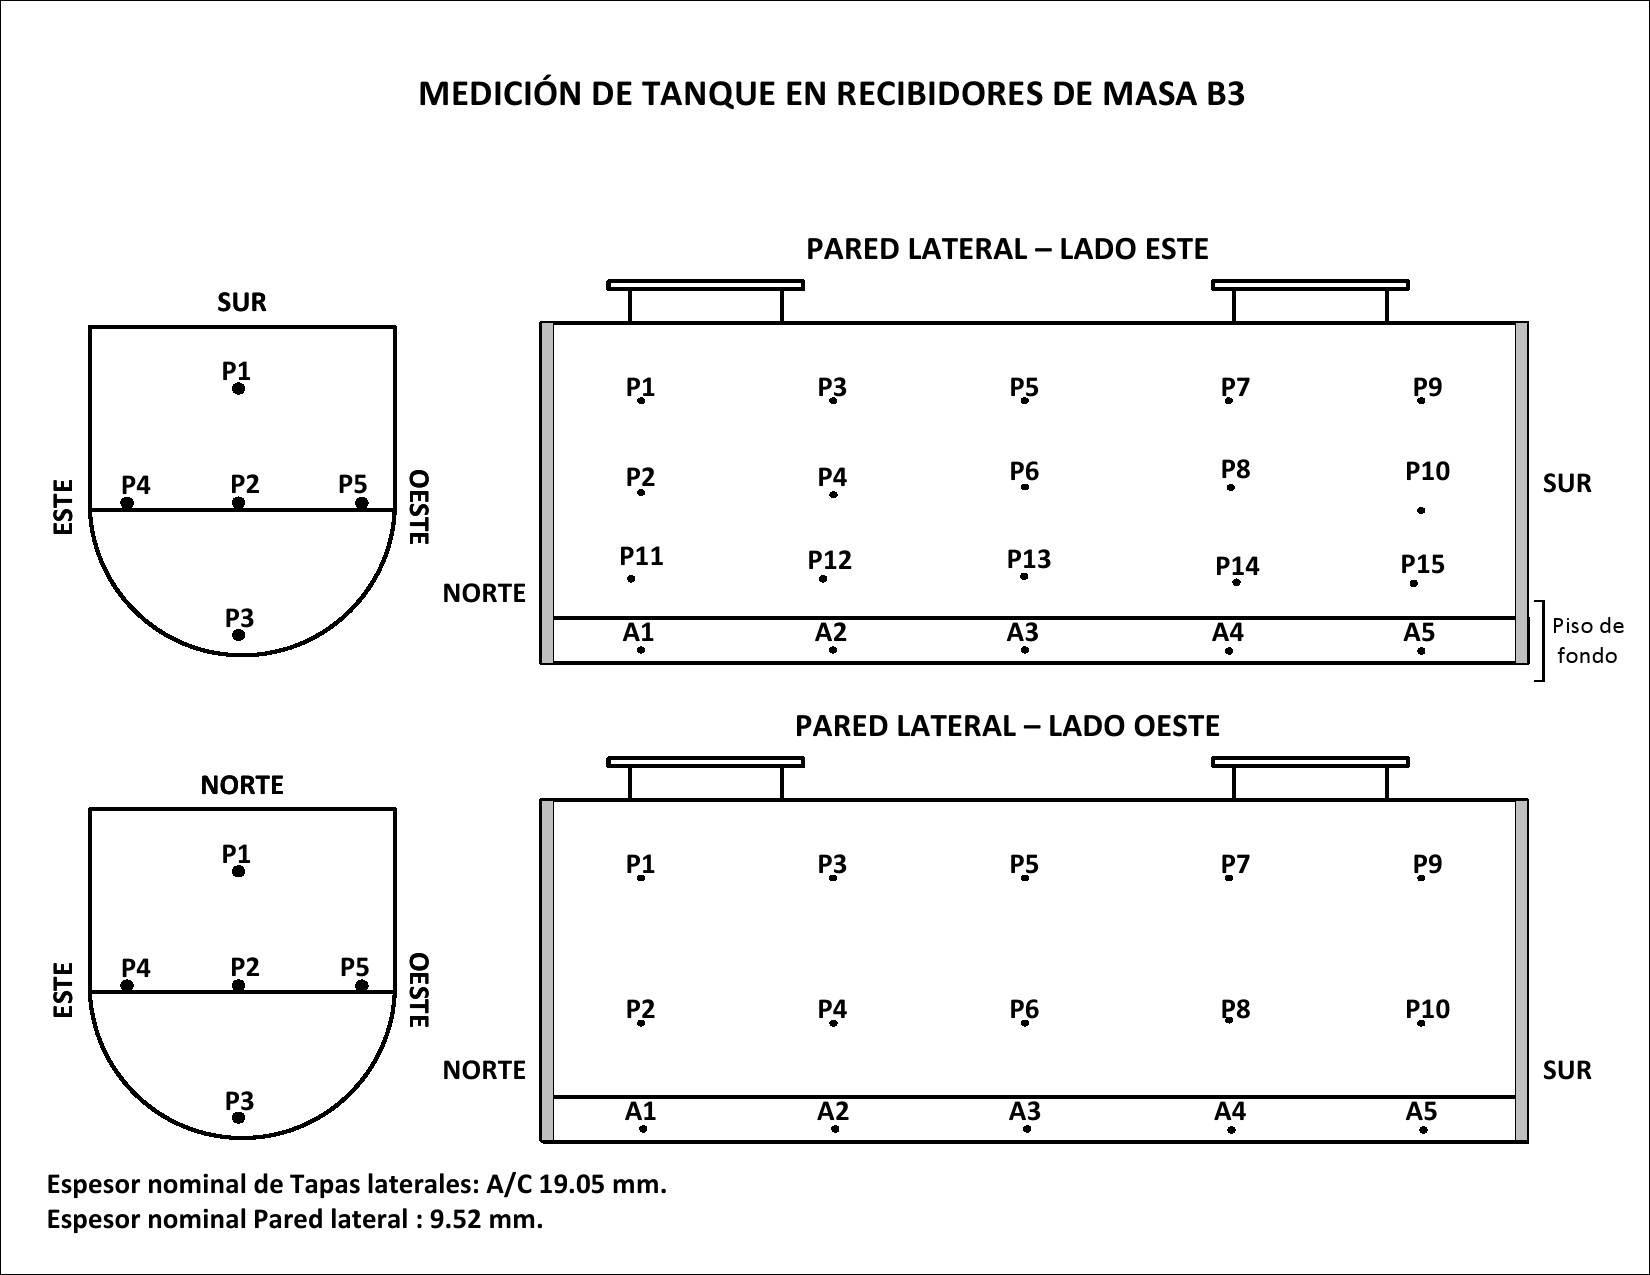 MEDICIÓN DE TANQUE EN RECIBIDORES DE MASA B3
PARED LATERAL – LADO ESTE
SUR
P1
P4 P2 P5
ESTE
OESTE
P3
P1 P3 P5 P7 P9
P2 P4 P6 P8 P10
SUR
P11 P12 P13 P14 P15
NORTE
A1 A2 A3 A4 A5
Piso de
fondo
PARED LATERAL – LADO OESTE
NORTE
P1
P4 P2 P5
ESTE
OESTE
P3
P1 P3 P5 P7 P9
P2 P4 P6 P8 P10
NORTE
SUR
A1 A2 A3 A4 A5
Espesor nominal de Tapas laterales: A/C 19.05 mm.
Espesor nominal Pared lateral : 9.52 mm.